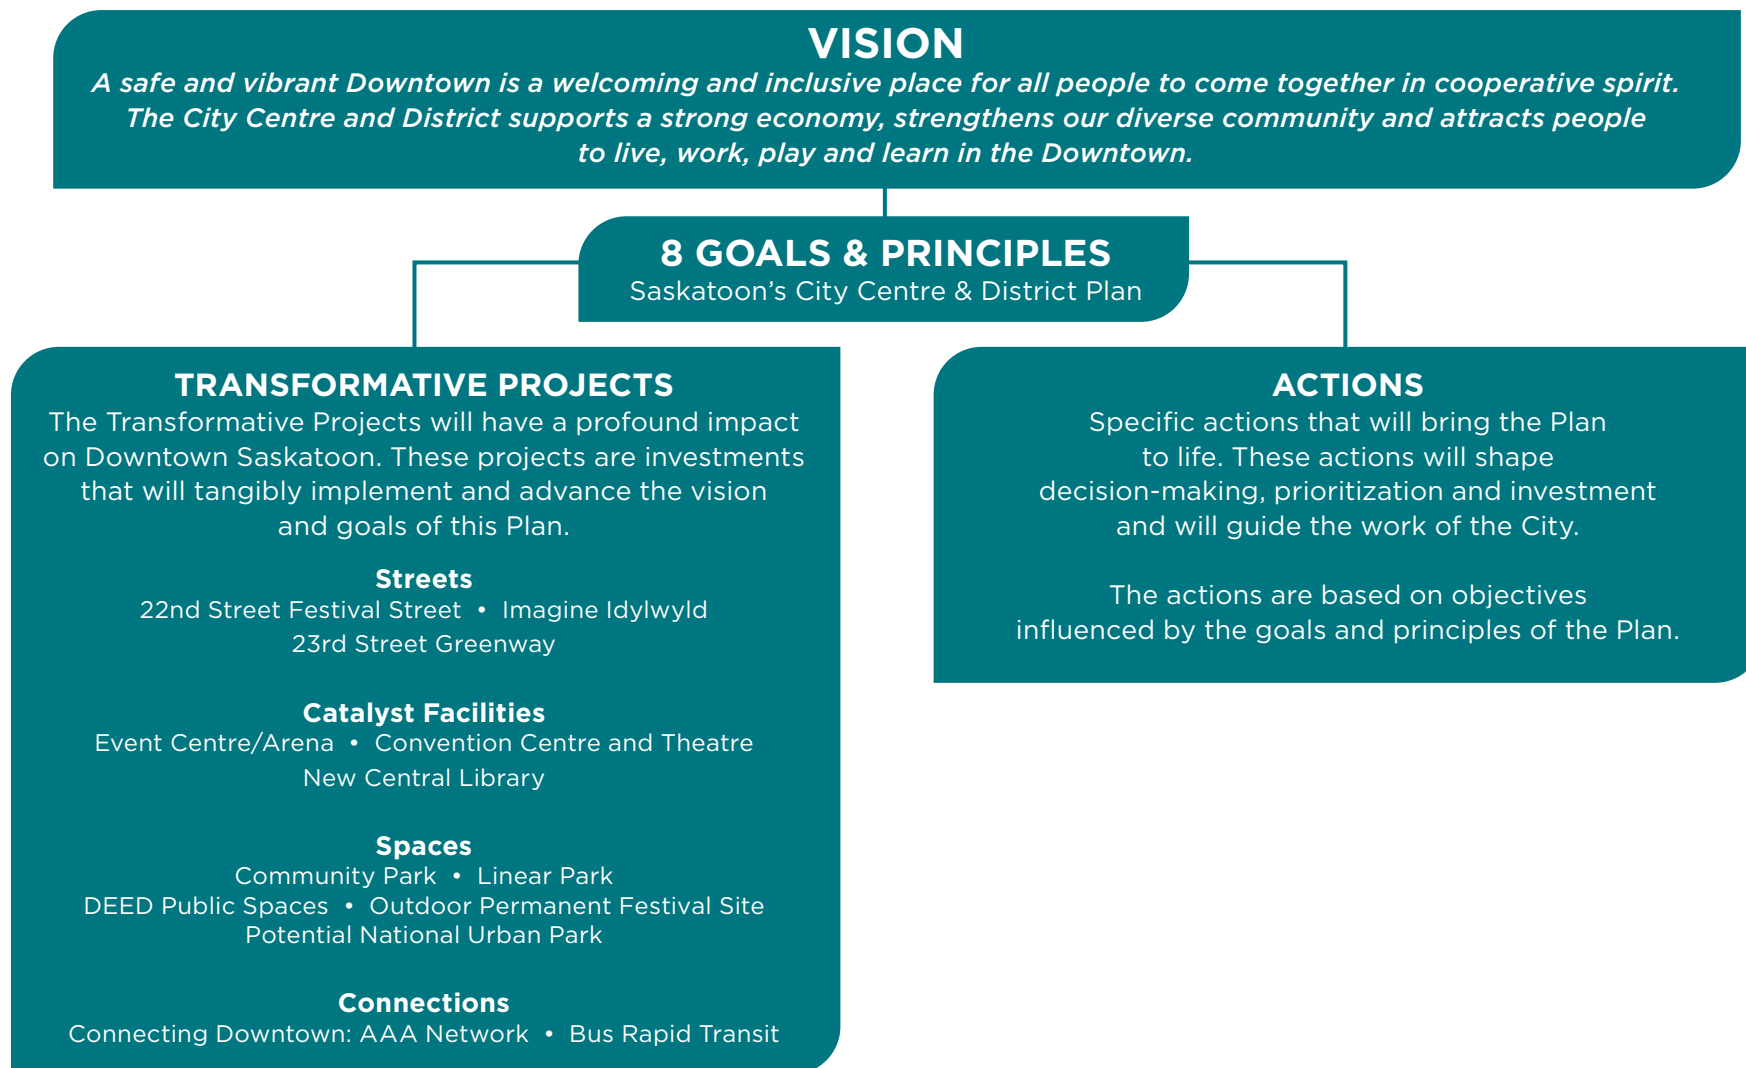 VISION
A safe and vibrant Downtown is a welcoming and inclusive place for all people to come together in cooperative spirit.
The City Centre and District supports a strong economy, strengthens our diverse community and attracts people
to live, work, play and learn in the Downtown.
8 GOALS & PRINCIPLES
Saskatoon’s City Centre & District Plan
TRANSFORMATIVE PROJECTS
The Transformative Projects will have a profound impact
on Downtown Saskatoon. These projects are investments
that will tangibly implement and advance the vision
and goals of this Plan.
Streets
22nd Street Festival Street • Imagine Idylwyld
23rd Street Greenway
Catalyst Facilities
Event Centre/Arena • Convention Centre and Theatre
New Central Library
Spaces
Community Park • Linear Park
DEED Public Spaces • Outdoor Permanent Festival Site
Potential National Urban Park
Connections
Connecting Downtown: AAA Network • Bus Rapid Transit
ACTIONS
Specific actions that will bring the Plan
to life. These actions will shape
decision-making, prioritization and investment
and will guide the work of the City.
The actions are based on objectives
influenced by the goals and principles of the Plan.